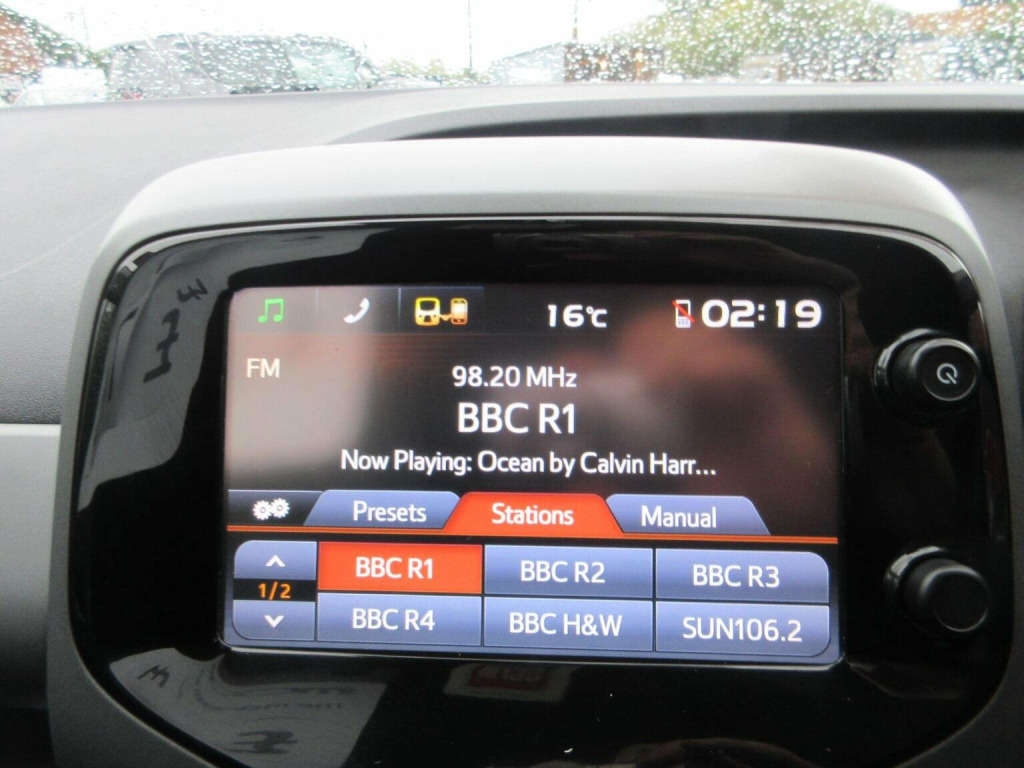 16°C 02:19
FM
98.20 MHz
BBC R1
Now Playing: Ocean by Calvin Harr...
Presets Stations Manual
BBC R1 BBC R2 BBC R3
1/2
BBC R4 BBC H&W SUN106.2